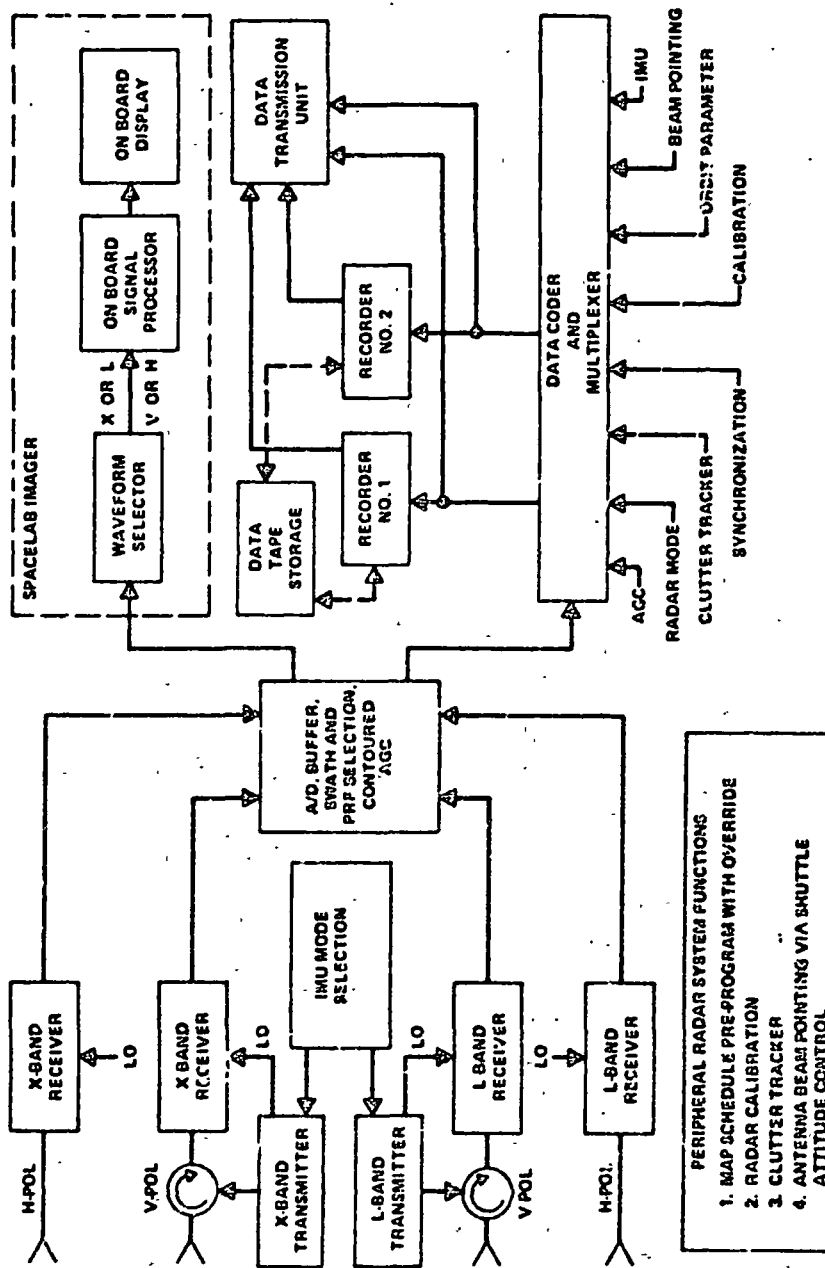 H-POL
X-BAND
RECEIVER
LO
V-POL
X BAND
RECEIVER
LO
X-BAND
TRANSMITTER
IMU MODE
SELECTION
L-BAND
TRANSMITTER
LO
L BAND
RECEIVER
V POL
LO
H-POL
L-BAND
RECEIVER
A/D, BUFFER,
SWATH AND
PRF SELECTION,
CONTOURED
AGC
SPACELAB IMAGER
WAVEFORM
SELECTOR
X OR L
V OR H
ON BOARD
SIGNAL
PROCESSOR
ON BOARD
DISPLAY
DATA
TAPE
STORAGE
RECORDER
NO. 1
RECORDER
NO. 2
DATA
TRANSMISSION
UNIT
DATA CODER
AND
MULTIPLEXER
AGC
RADAR MODE
CLUTTER TRACKER
SYNCHRONIZATION
CALIBRATION
ORBIT PARAMETER
BEAM POINTING
IMU
PERIPHERAL RADAR SYSTEM FUNCTIONS
1. MAP SCHEDULE PRE-PROGRAM WITH OVERRIDE
2. RADAR CALIBRATION
3. CLUTTER TRACKER
4. ANTENNA BEAM POINTING VIA SHUTTLE
ATTITUDE CONTROL